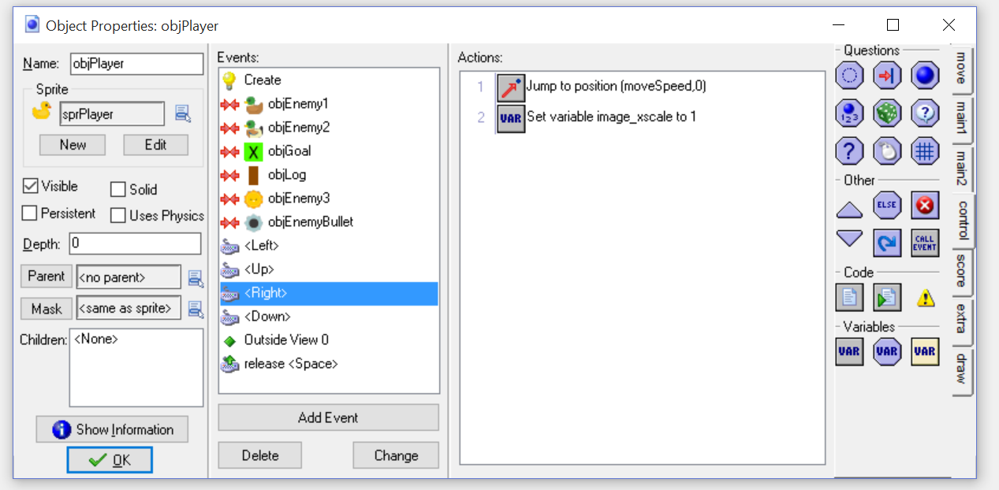 Object Properties: objPlayer
Name: objPlayer
Sprite
sprPlayer
New Edit
Visible Solid
Persistent Uses Physics
Depth: 0
Parent <no parent>
Mask <same as sprite>
Children: <None>
Show Information
OK
Events:
Create
objEnemy1
objEnemy2
X objGoal
objLog
objEnemy3
objEnemyBullet
<Left>
<Up>
<Right>
<Down>
Outside View 0
release <Space>
Add Event
Delete Change
Actions:
1 Jump to position (moveSpeed,0)
2 VAR Set variable image_xscale to 1
Questions
123 ?
?
Other
ELSE
CALL EVENT
Code
Variables
VAR VAR VAR
move
main1
main2
control
score
extra
draw